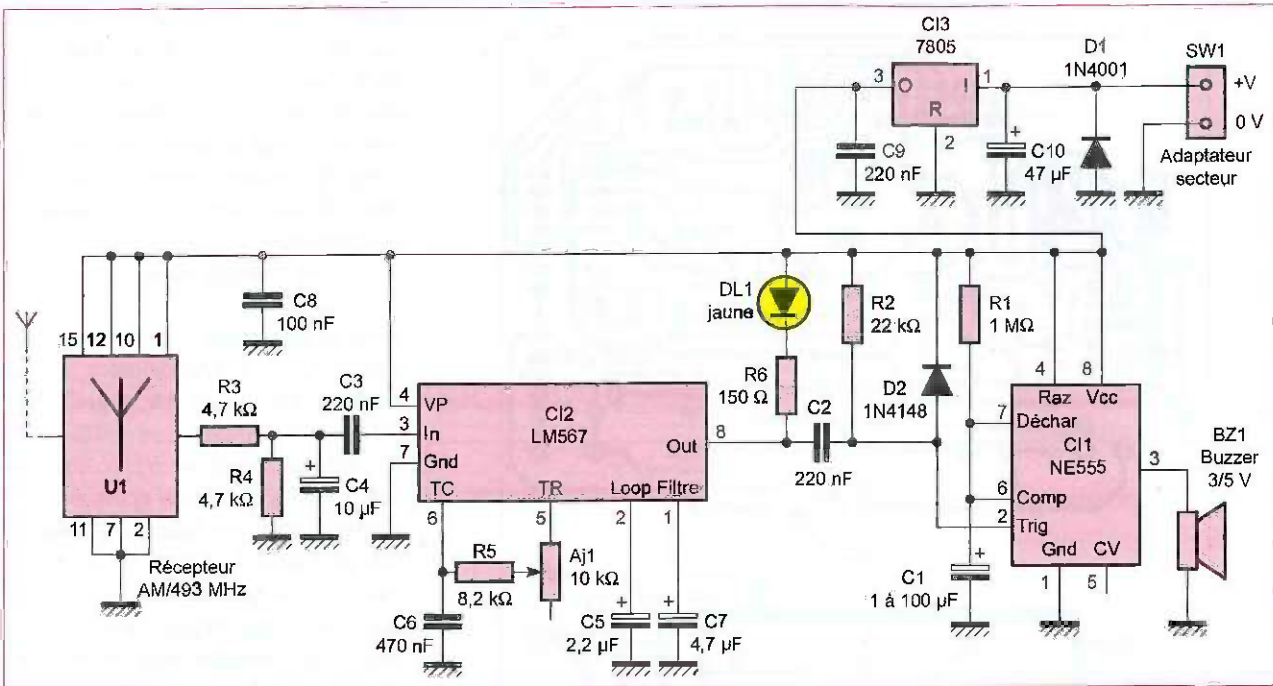 CI3
7805
D1
1N4001
SW1
3
O
I
1
+V
R
0 V
2
C9
220 nF
+
C10
47 µF
Adaptateur
secteur
C8
100 nF
DL1
jaune
R2
22 kΩ
R1
1 MΩ
15
12
10
1
R3
4,7 kΩ
C3
220 nF
R6
150 Ω
D2
1N4148
4
8
4
VP
Raz
Vcc
3
In
CI2
LM567
7
Déchar
Out
8
C2
220 nF
CI1
NE555
BZ1
Buzzer
3/5 V
3
7
Gnd
U1
R4
4,7 kΩ
+
C4
10 µF
TC
TR
Loop
Filtre
6
Comp
2
Trig
6
5
2
1
11
7
2
Gnd
CV
R5
8,2 kΩ
Aj1
10 kΩ
+
C1
1 à 100 µF
1
5
Récepteur
AM/493 MHz
C6
470 nF
+
C5
2,2 µF
+
C7
4,7 µF